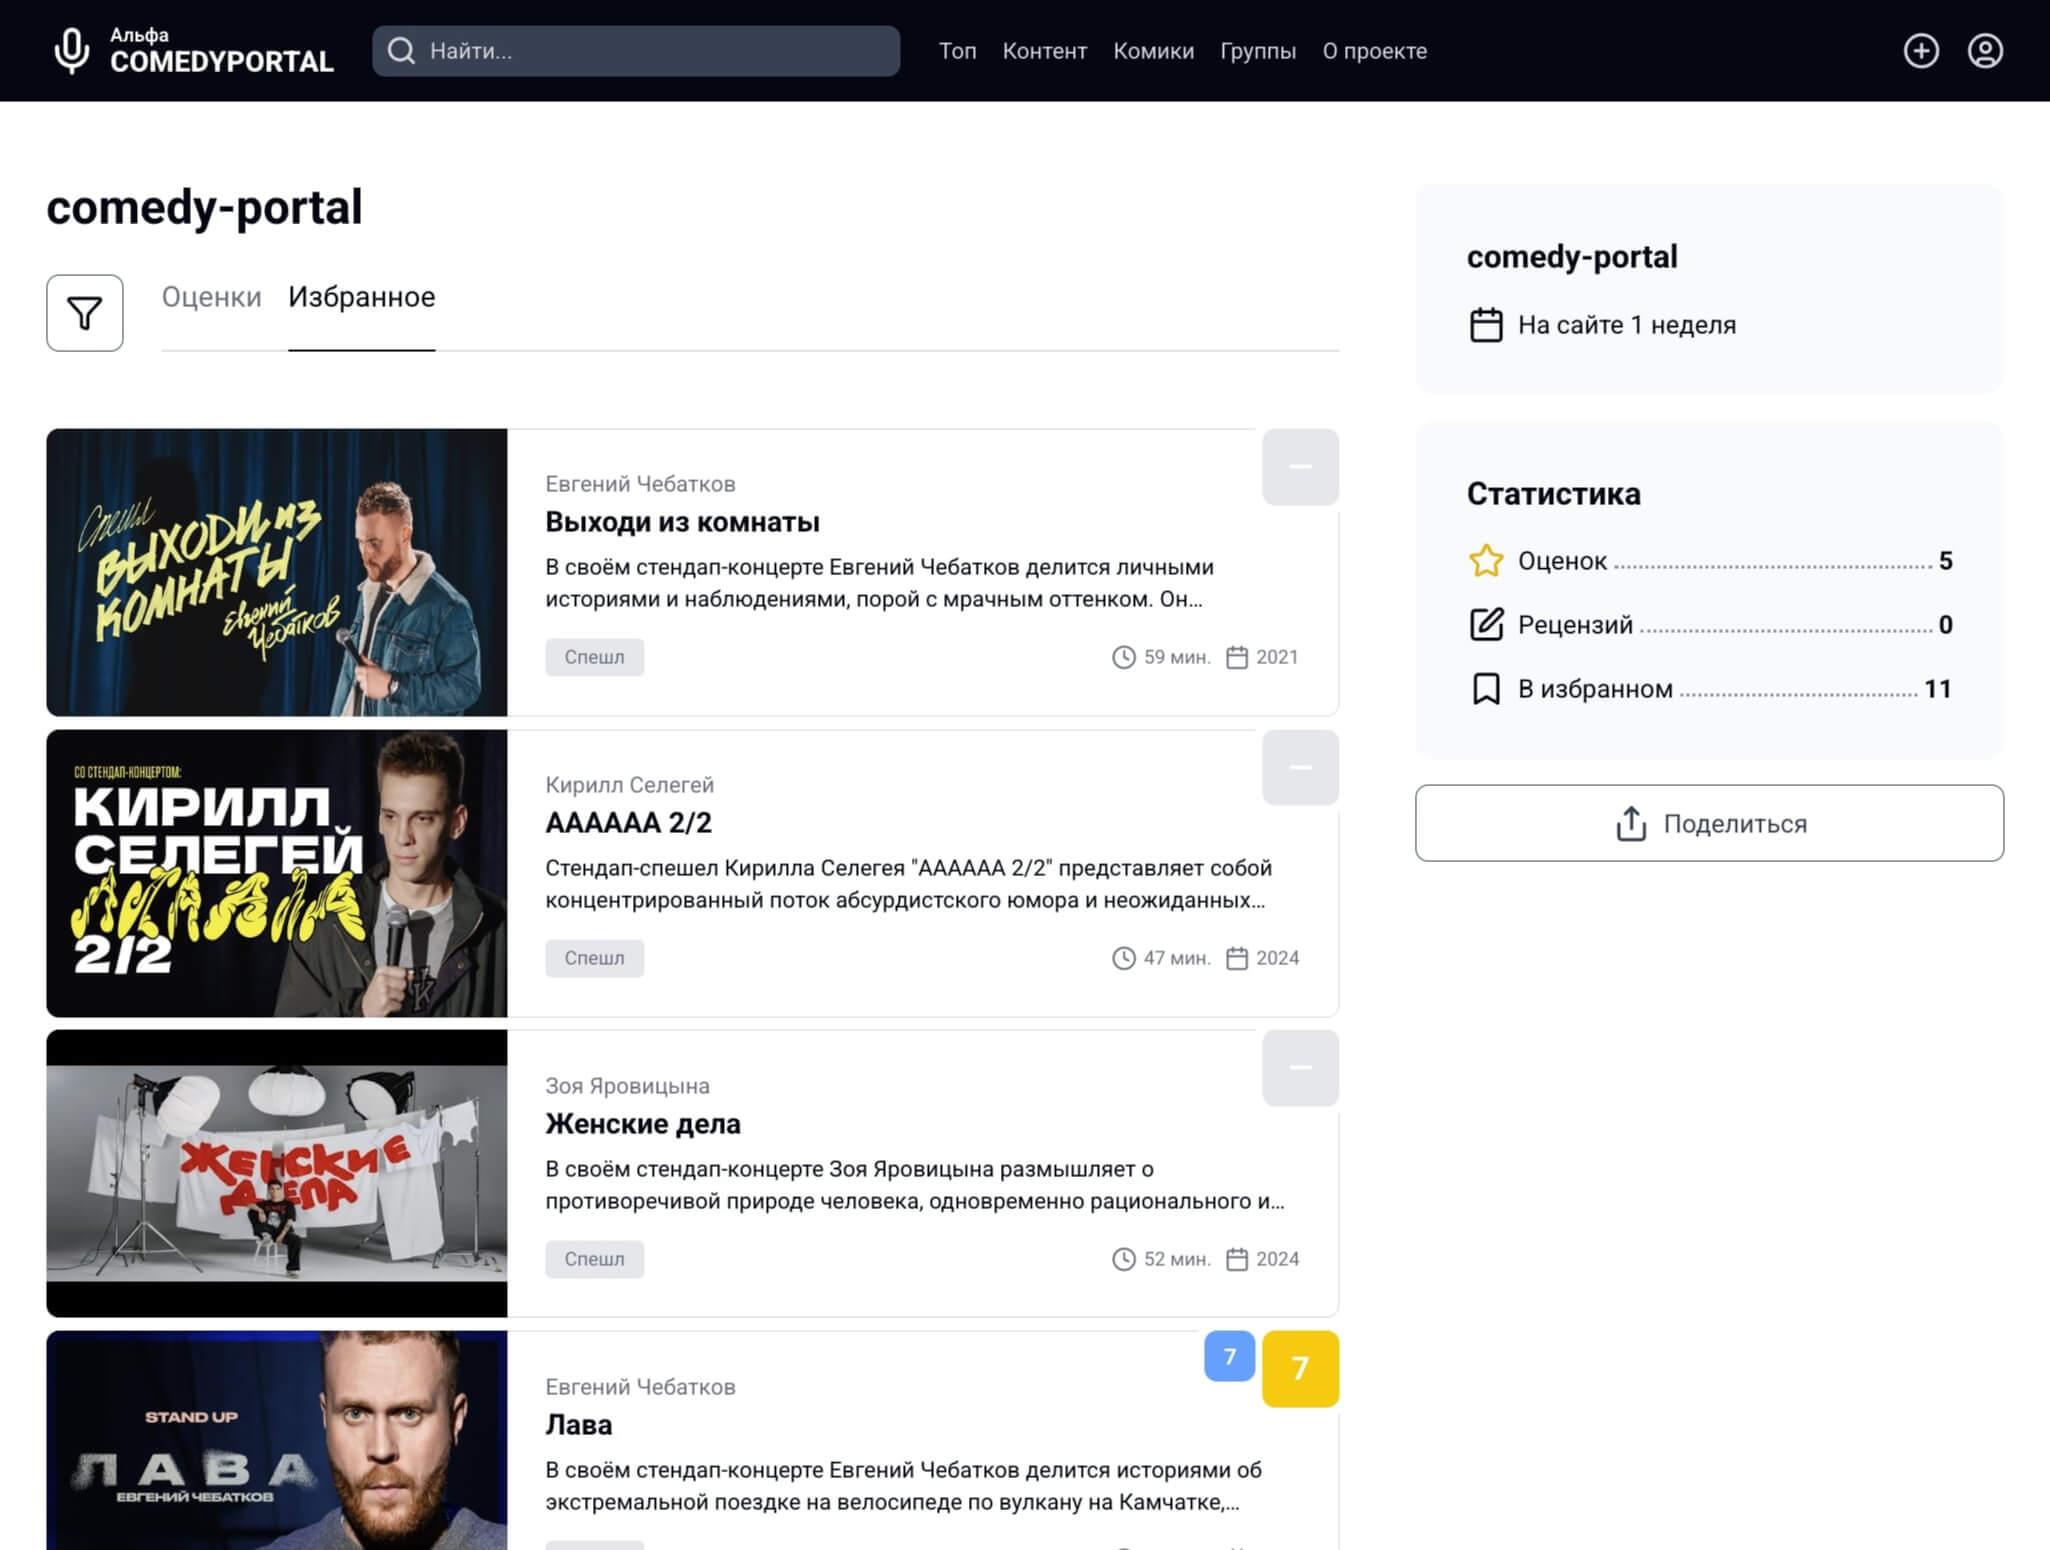 Альфа
COMEDYPORTAL
Найти...
Топ
Контент
Комики
Группы
О проекте
comedy-portal
Оценки
Избранное
Спешл
ВЫХОДИ ИЗ
КОМНАТЫ
Евгений
Чебатков
Евгений Чебатков
Выходи из комнаты
В своём стендап-концерте Евгений Чебатков делится личными
историями и наблюдениями, порой с мрачным оттенком. Он...
Спешл
59 мин.
2021
СО СТЕНДАП-КОНЦЕРТОМ:
КИРИЛЛ
СЕЛЕГЕЙ
АААААА
2/2
Кирилл Селегей
АААААА 2/2
Стендап-спешел Кирилла Селегея "АААААА 2/2" представляет собой
концентрированный поток абсурдистского юмора и неожиданных...
Спешл
47 мин.
2024
ЖЕНСКИЕ
ДЕЛА
Зоя Яровицына
Женские дела
В своём стендап-концерте Зоя Яровицына размышляет о
противоречивой природе человека, одновременно рационального и...
Спешл
52 мин.
2024
STAND UP
ЛАВА
ЕВГЕНИЙ ЧЕБАТКОВ
7
7
Евгений Чебатков
Лава
В своём стендап-концерте Евгений Чебатков делится историями об
экстремальной поездке на велосипеде по вулкану на Камчатке,...
comedy-portal
На сайте 1 неделя
Статистика
Оценок 5
Рецензий 0
В избранном 11
Поделиться